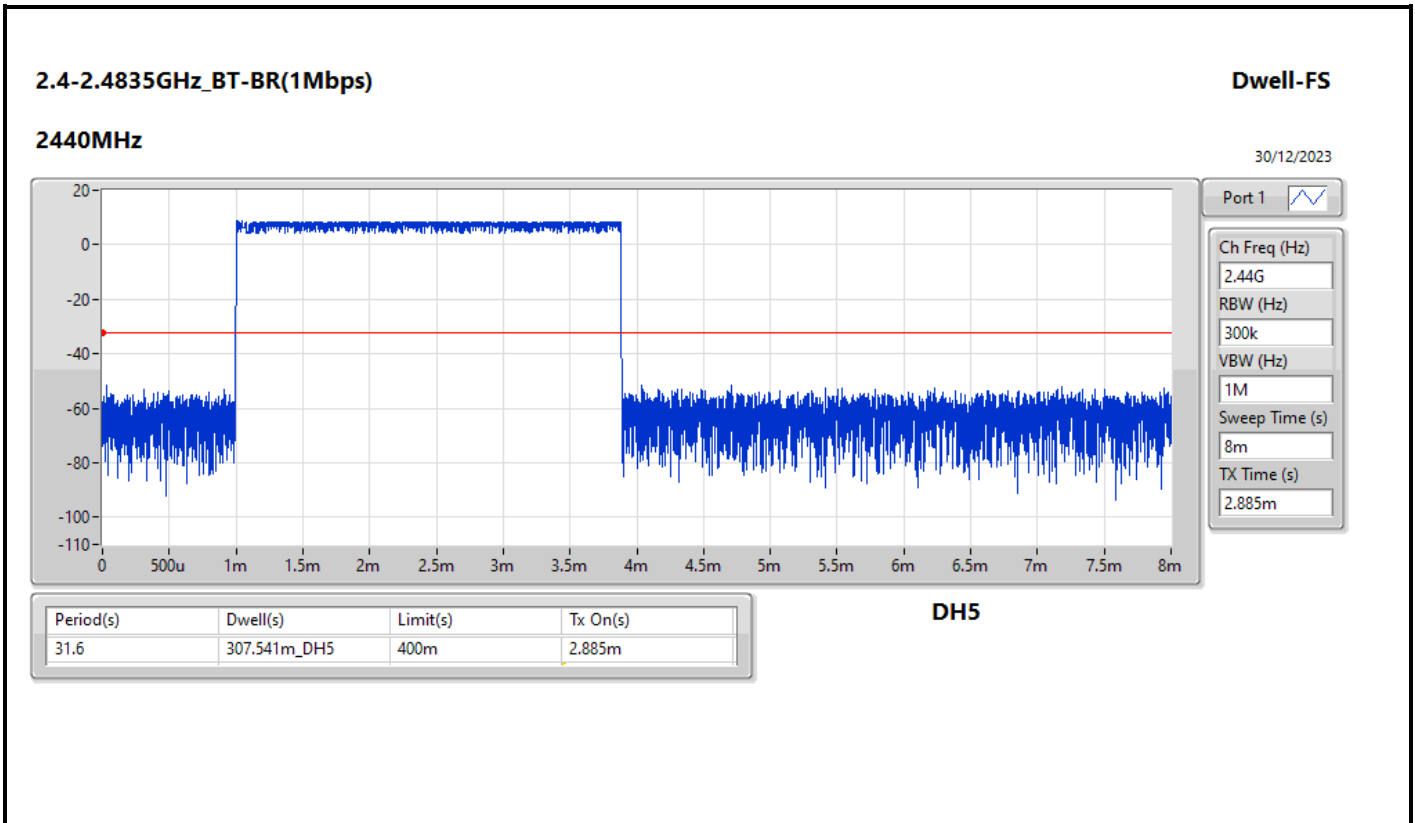 2.4-2.4835GHz_BT-BR(1Mbps)
Dwell-FS
2440MHz
30/12/2023
20
0
-20
-40
-60
-80
-100
-110
0 500u 1m 1.5m 2m 2.5m 3m 3.5m 4m 4.5m 5m 5.5m 6m 6.5m 7m 7.5m 8m
Port 1
Ch Freq (Hz)
2.44G
RBW (Hz)
300k
VBW (Hz)
1M
Sweep Time (s)
8m
TX Time (s)
2.885m
Period(s) Dwell(s) Limit(s) Tx On(s)
31.6 307.541m_DH5 400m 2.885m
DH5